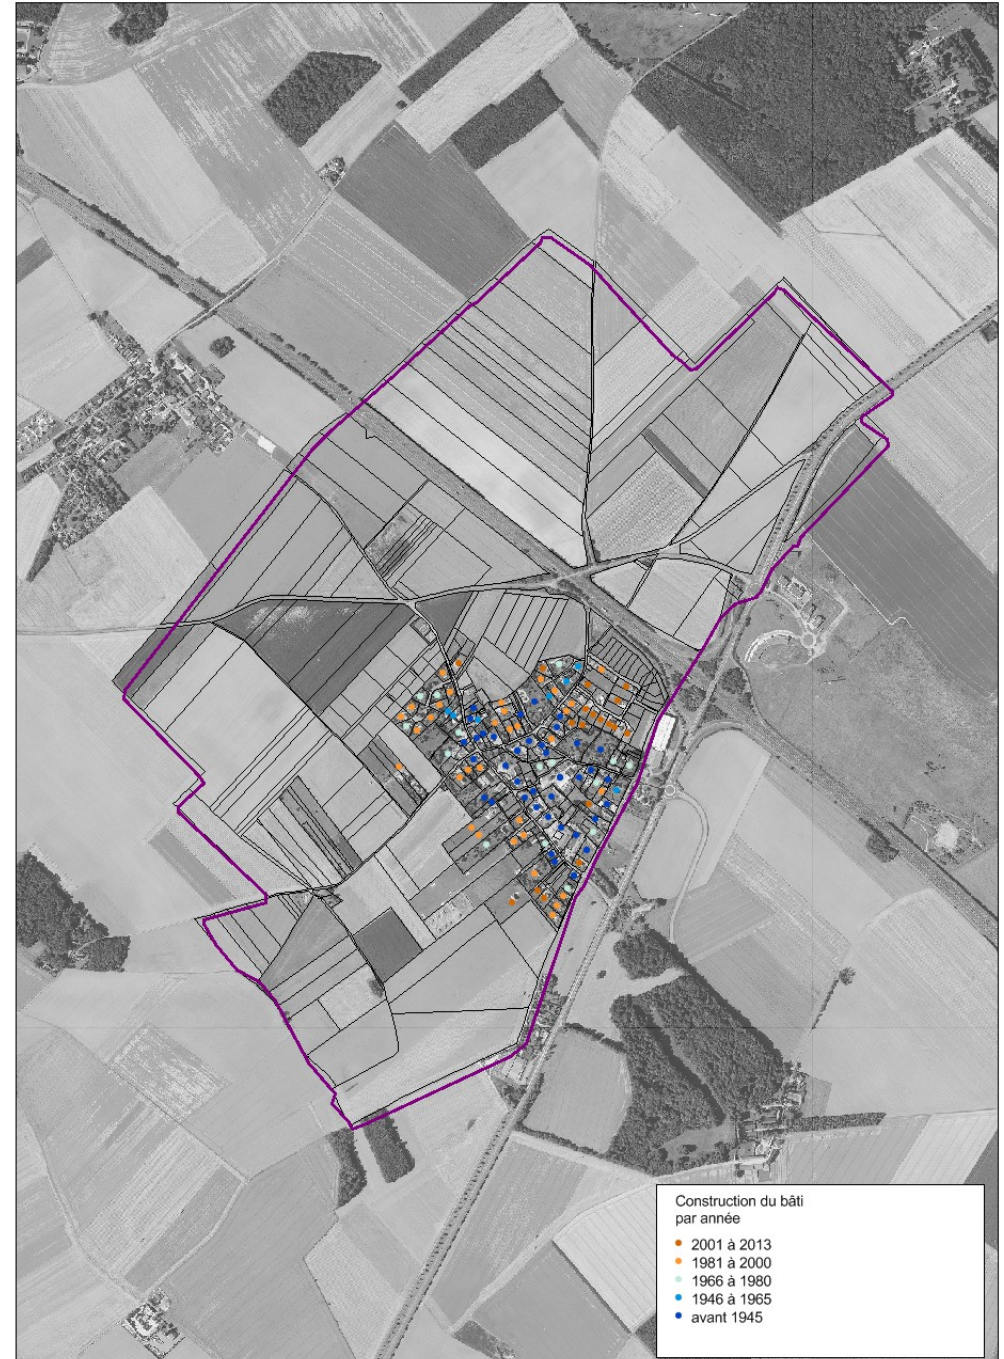 Construction du bâti
par année
2001 à 2013
1981 à 2000
1966 à 1980
1946 à 1965
avant 1945